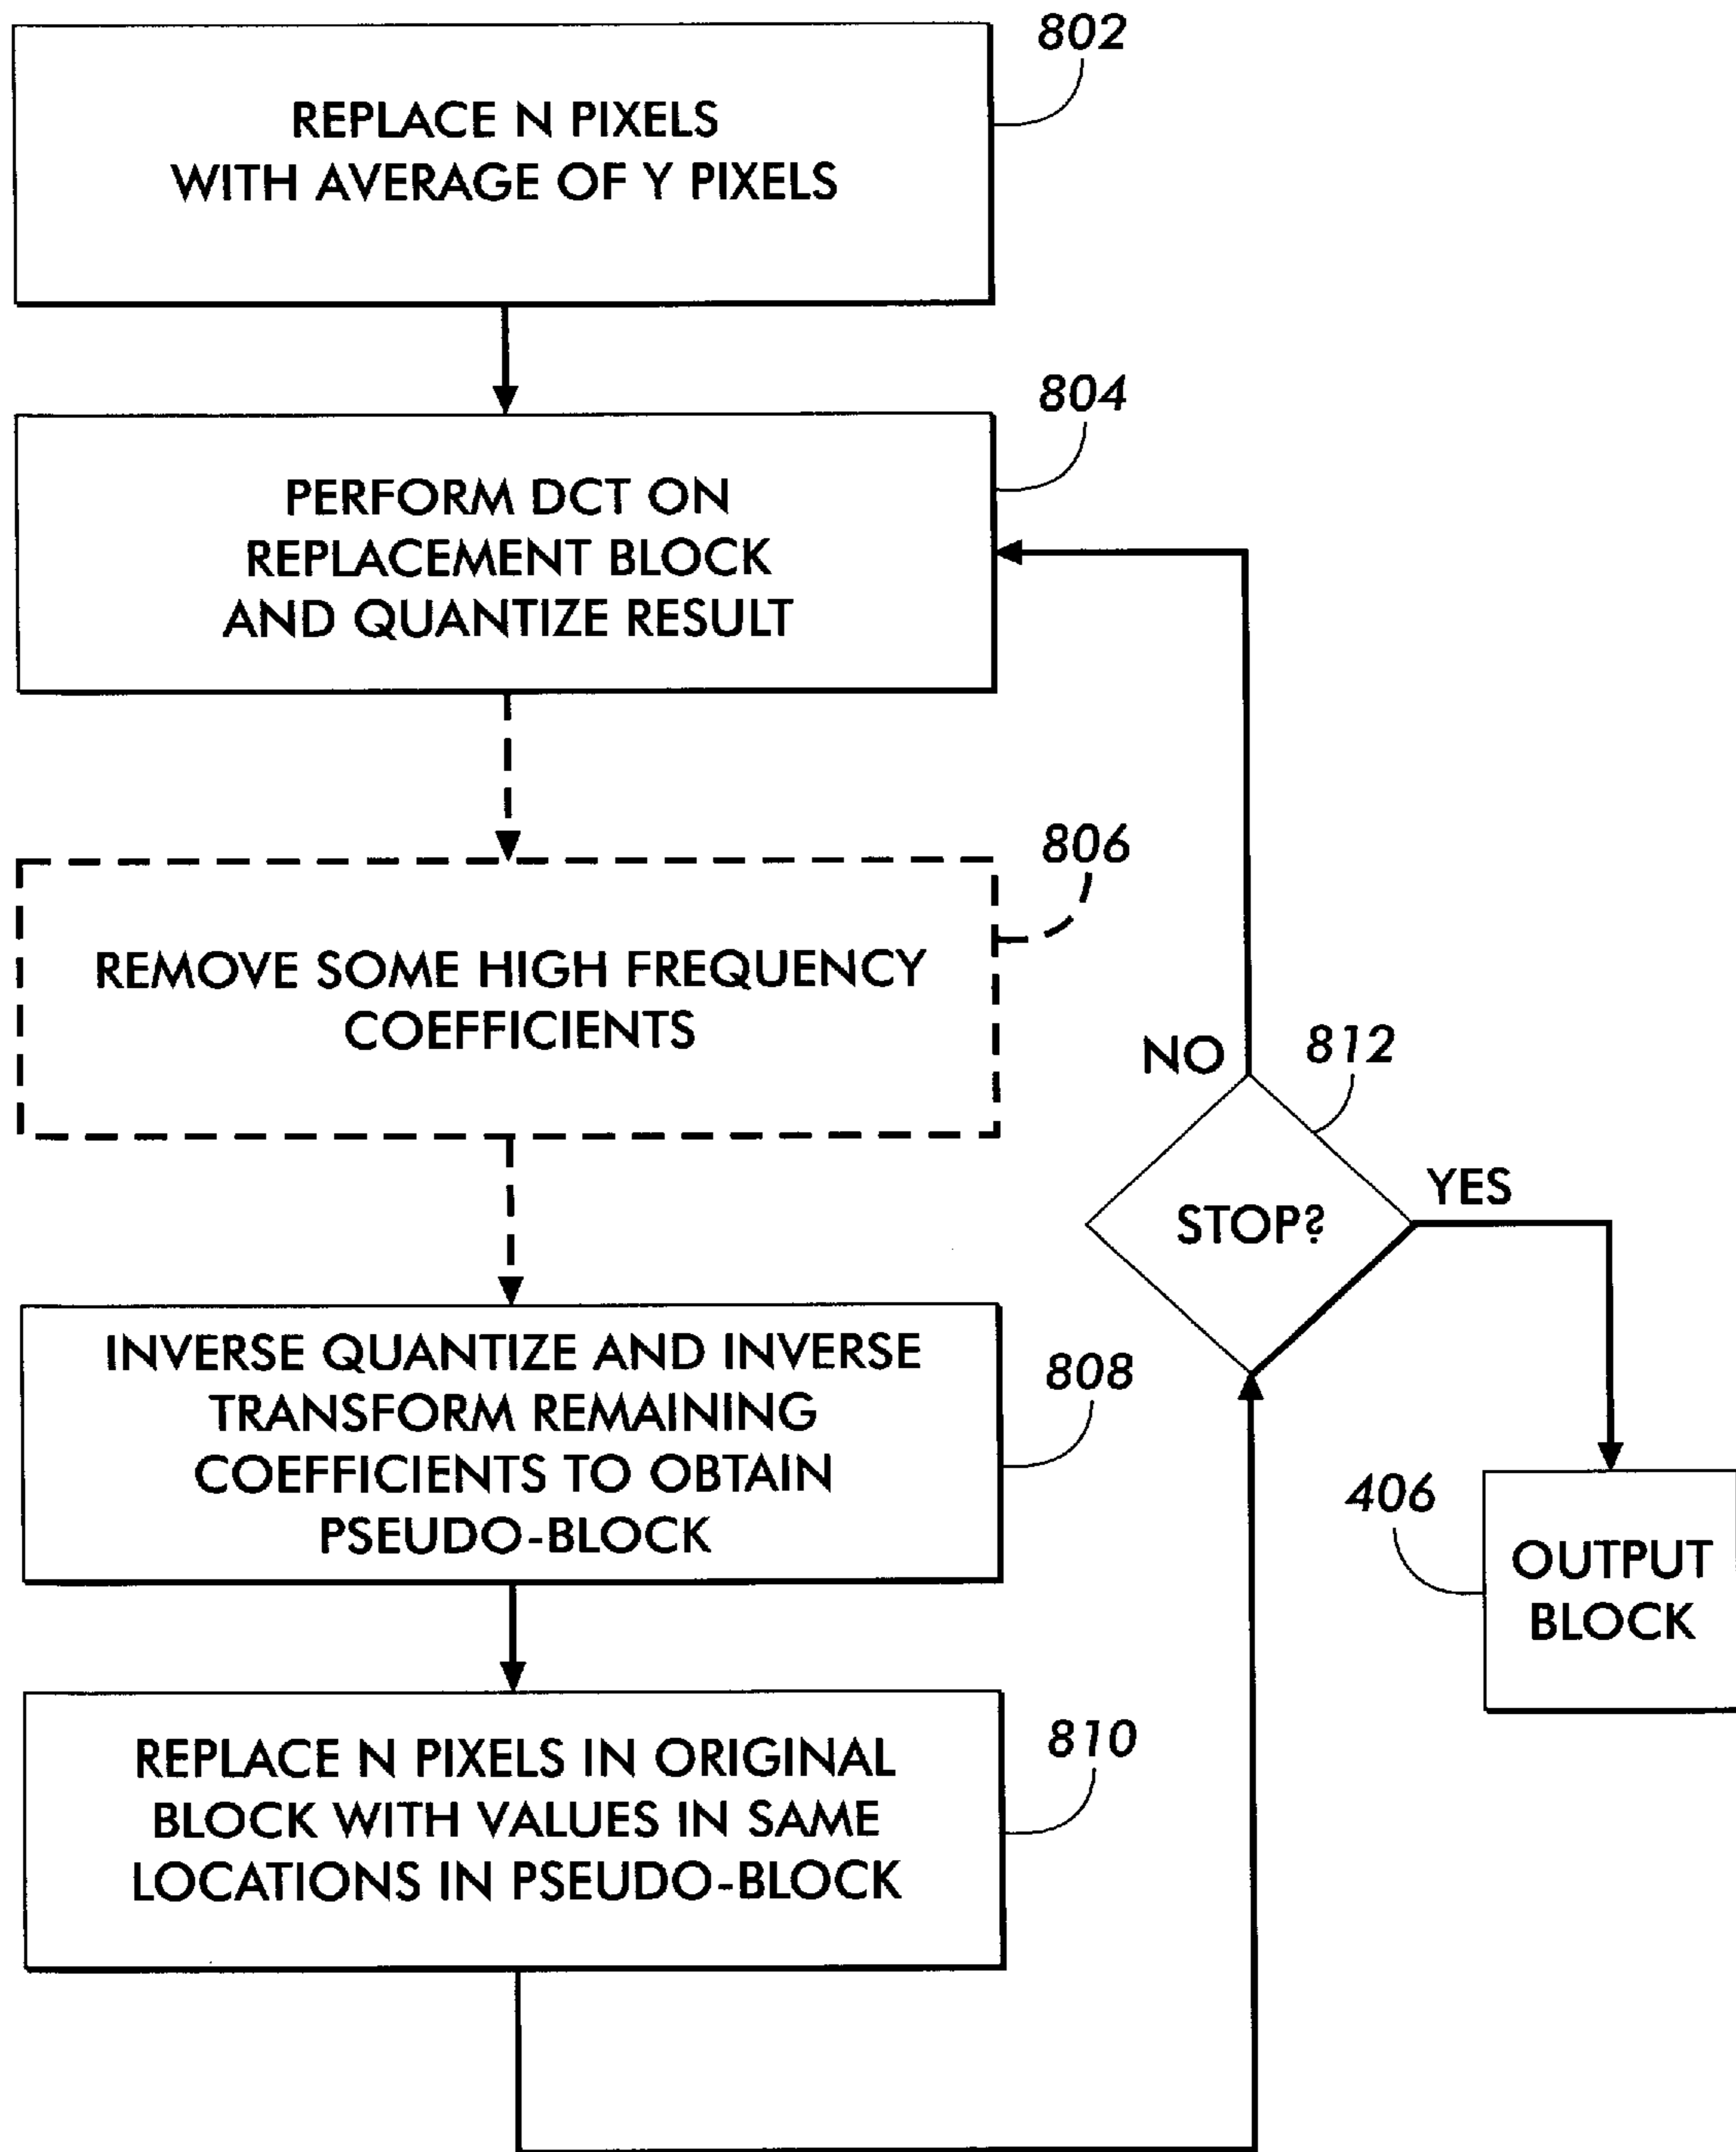 802
REPLACE N PIXELS
WITH AVERAGE OF Y PIXELS
804
PERFORM DCT ON
REPLACEMENT BLOCK
AND QUANTIZE RESULT
806
REMOVE SOME HIGH FREQUENCY
COEFFICIENTS
NO
812
STOP?
YES
INVERSE QUANTIZE AND INVERSE
TRANSFORM REMAINING
COEFFICIENTS TO OBTAIN
PSEUDO-BLOCK
808
406
OUTPUT
BLOCK
REPLACE N PIXELS IN ORIGINAL
BLOCK WITH VALUES IN SAME
LOCATIONS IN PSEUDO-BLOCK
810